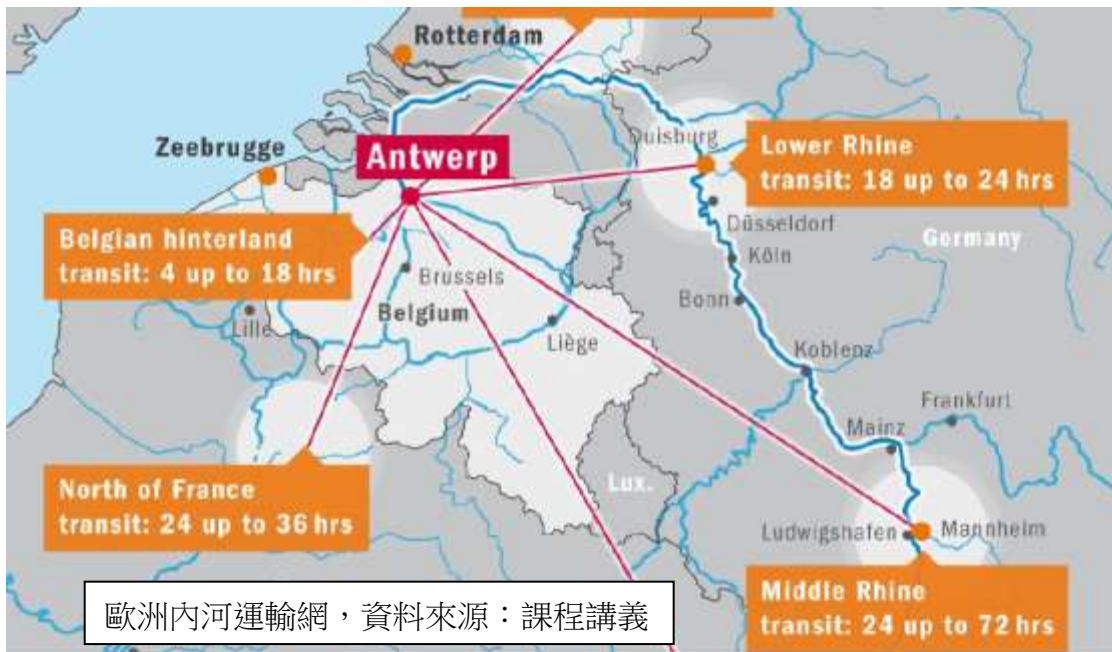 Rotterdam
Duisburg
Zeebrugge
Antwerp
Lower Rhine
transit: 18 up to 24 hrs
Düsseldorf
Germany
Belgian hinterland
transit: 4 up to 18 hrs
Köln
Brussels
Bonn
Belgium
Lille
Liège
Koblenz
Frankfurt
Mainz
North of France
transit: 24 up to 36 hrs
Lux.
Ludwigshafen
Mannheim
Middle Rhine
transit: 24 up to 72 hrs
歐洲內河運輸網，資料來源：課程講義